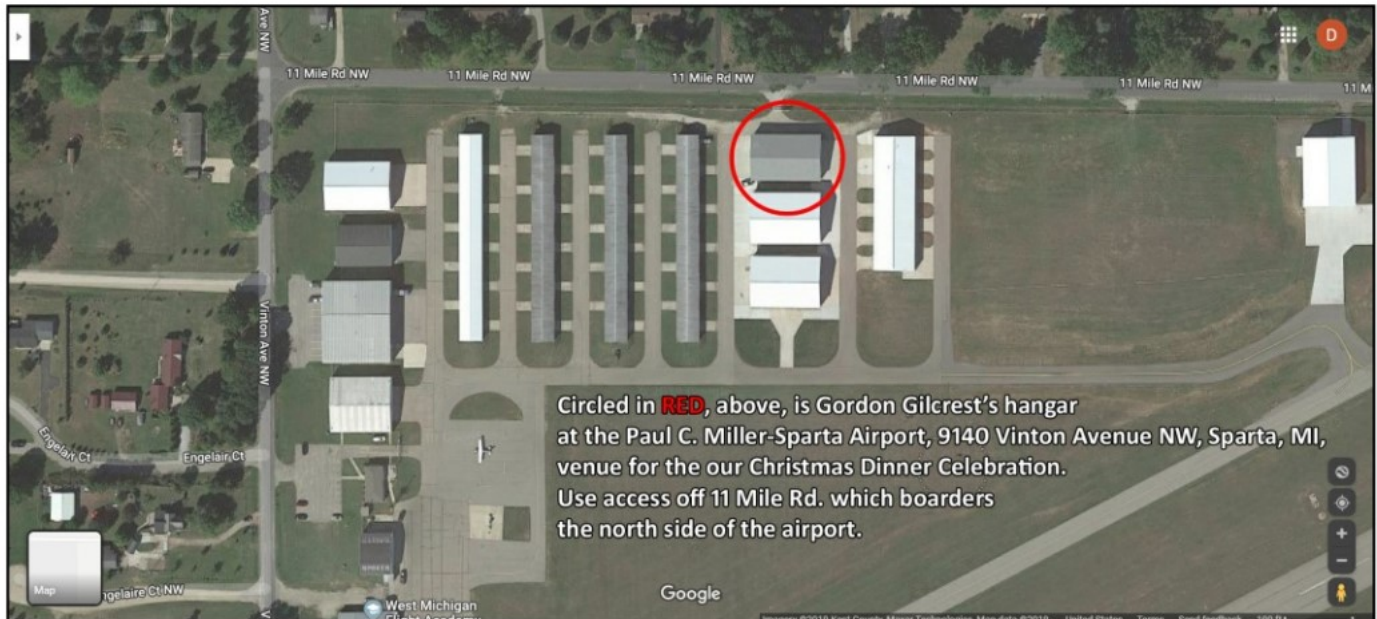 Ave NW
D
11 Mile Rd NW
11 Mile Rd NW
11 Mile Rd NW
11 Mile Rd NW
11 Mile Rd NW
11 M
Vinton Ave NW
Circled in RED, above, is Gordon Gilcrest's hangar
at the Paul C. Miller-Sparta Airport, 9140 Vinton Avenue NW, Sparta, MI,
venue for the our Christmas Dinner Celebration.
Use access off 11 Mile Rd. which boarders
the north side of the airport.
Engelair Ct
Engelair Ct
Map
ngelaire Ct NW
Google
West Michigan
Flight Academy